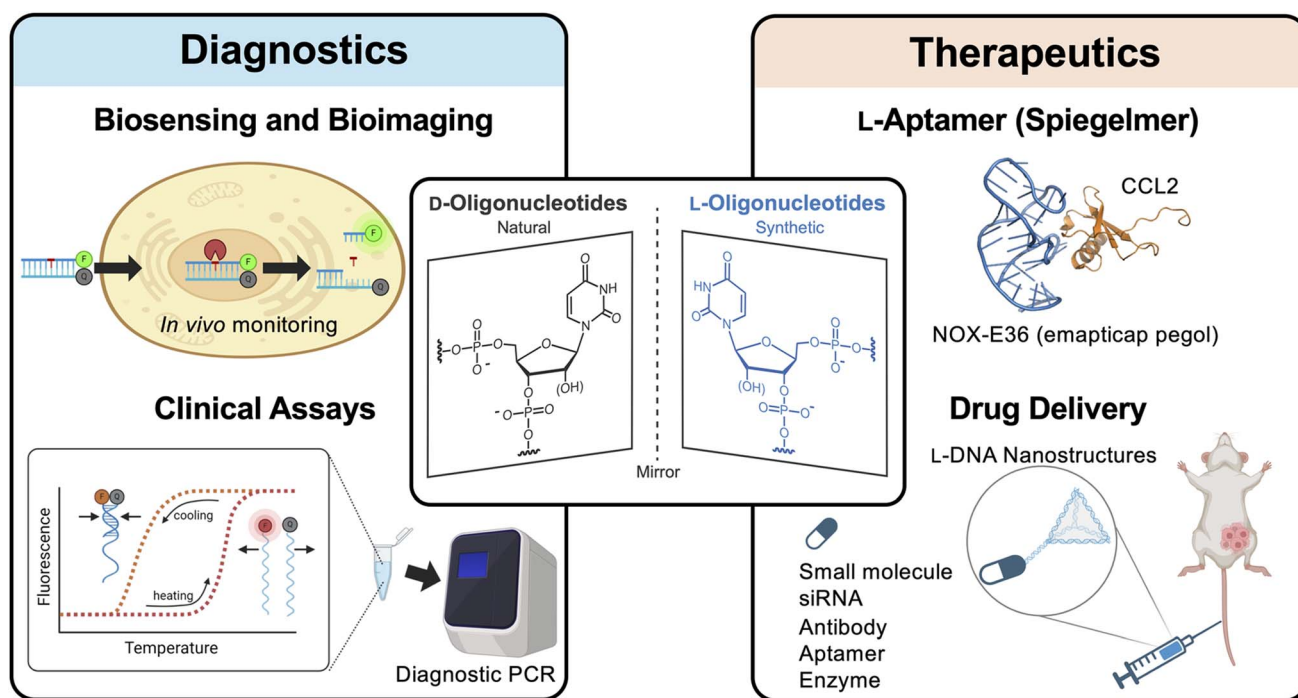 Diagnostics
Biosensing and Bioimaging
F
Q
F
Q
F
Q
In vivo monitoring
Clinical Assays
Fluorescence
F Q
cooling
heating
F Q
Temperature
Diagnostic PCR
D-Oligonucleotides
Natural
O
NH
N
O
O
O
P
O
O-
O
(OH)
O
O-
P
O
O
L-Oligonucleotides
Synthetic
O
HN
O
N
O
O
O
P
O
O-
(OH)
O
O
P
O-
O
Mirror
Therapeutics
L-Aptamer (Spiegelmer)
CCL2
NOX-E36 (emapticap pegol)
Drug Delivery
L-DNA Nanostructures
Small molecule
siRNA
Antibody
Aptamer
Enzyme